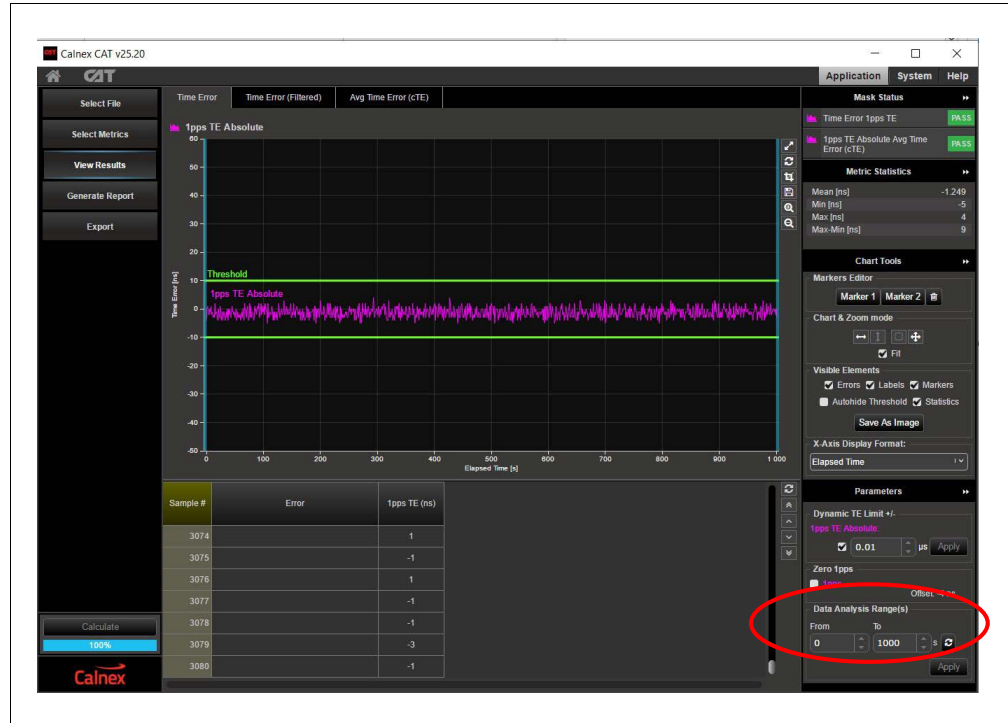 Calnex CAT v25.20
CAT
Application System Help
Select File
Select Metrics
View Results
Generate Report
Export
Calculate
100%
Calnex
Time Error Time Error (Filtered) Avg Time Error (cTE)
1pps TE Absolute
60
50
40
30
20
10
0
-10
-20
-30
-40
-50
Time Error [ns]
Threshold
1pps TE Absolute
0 100 200 300 400 500 600 700 800 900 1 000
Elapsed Time [s]
Sample # Error 1pps TE (ns)
3074 1
3075 -1
3076 1
3077 -1
3078 -1
3079 -3
3080 -1
Mask Status
Time Error 1pps TE PASS
1pps TE Absolute Avg Time
Error (cTE) PASS
Metric Statistics
Mean [ns] -1.249
Min [ns] -5
Max [ns] 4
Max-Min [ns] 9
Chart Tools
Markers Editor
Marker 1 Marker 2
Chart & Zoom mode
Fit
Visible Elements
Errors Labels Markers
Autohide Threshold Statistics
Save As Image
X-Axis Display Format:
Elapsed Time
Parameters
Dynamic TE Limit +/-
1pps TE Absolute:
0.01 µs Apply
Zero 1pps
1pps
Offset: ns
Data Analysis Range(s)
From To
0 1000 s
Apply